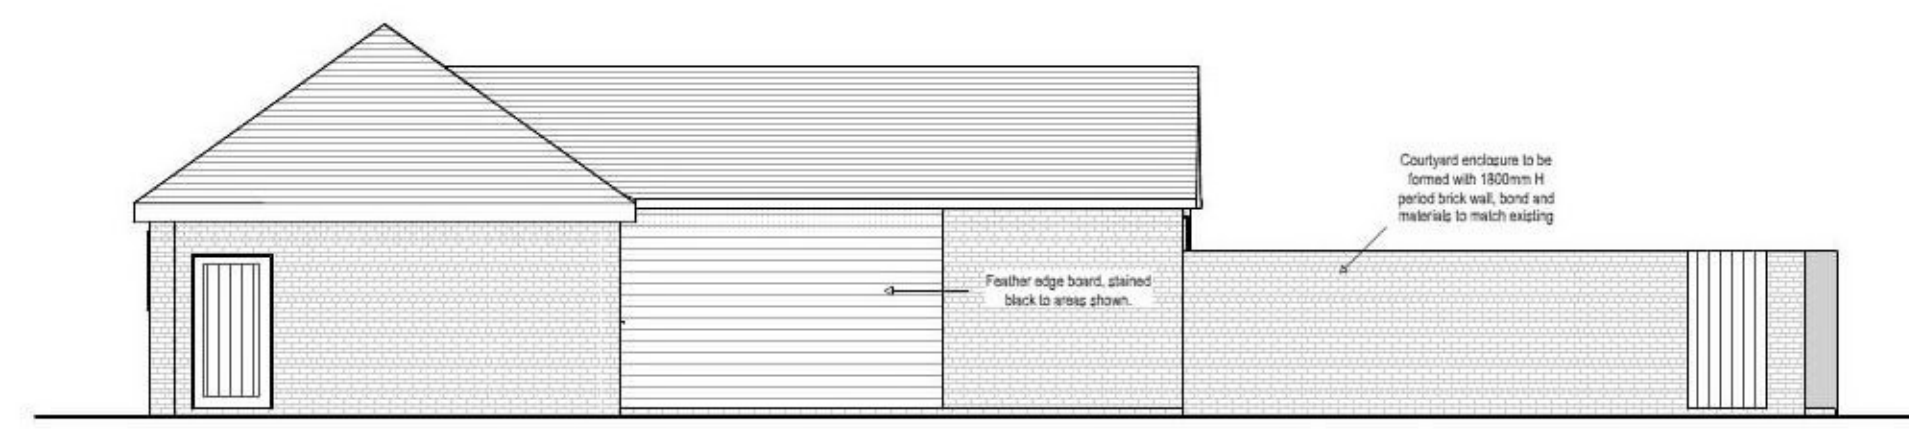 Courtyard enclosure to be
formed with 1800mm H
period brick wall, bond and
materials to match existing
Feather edge board, stained
black to areas shown.